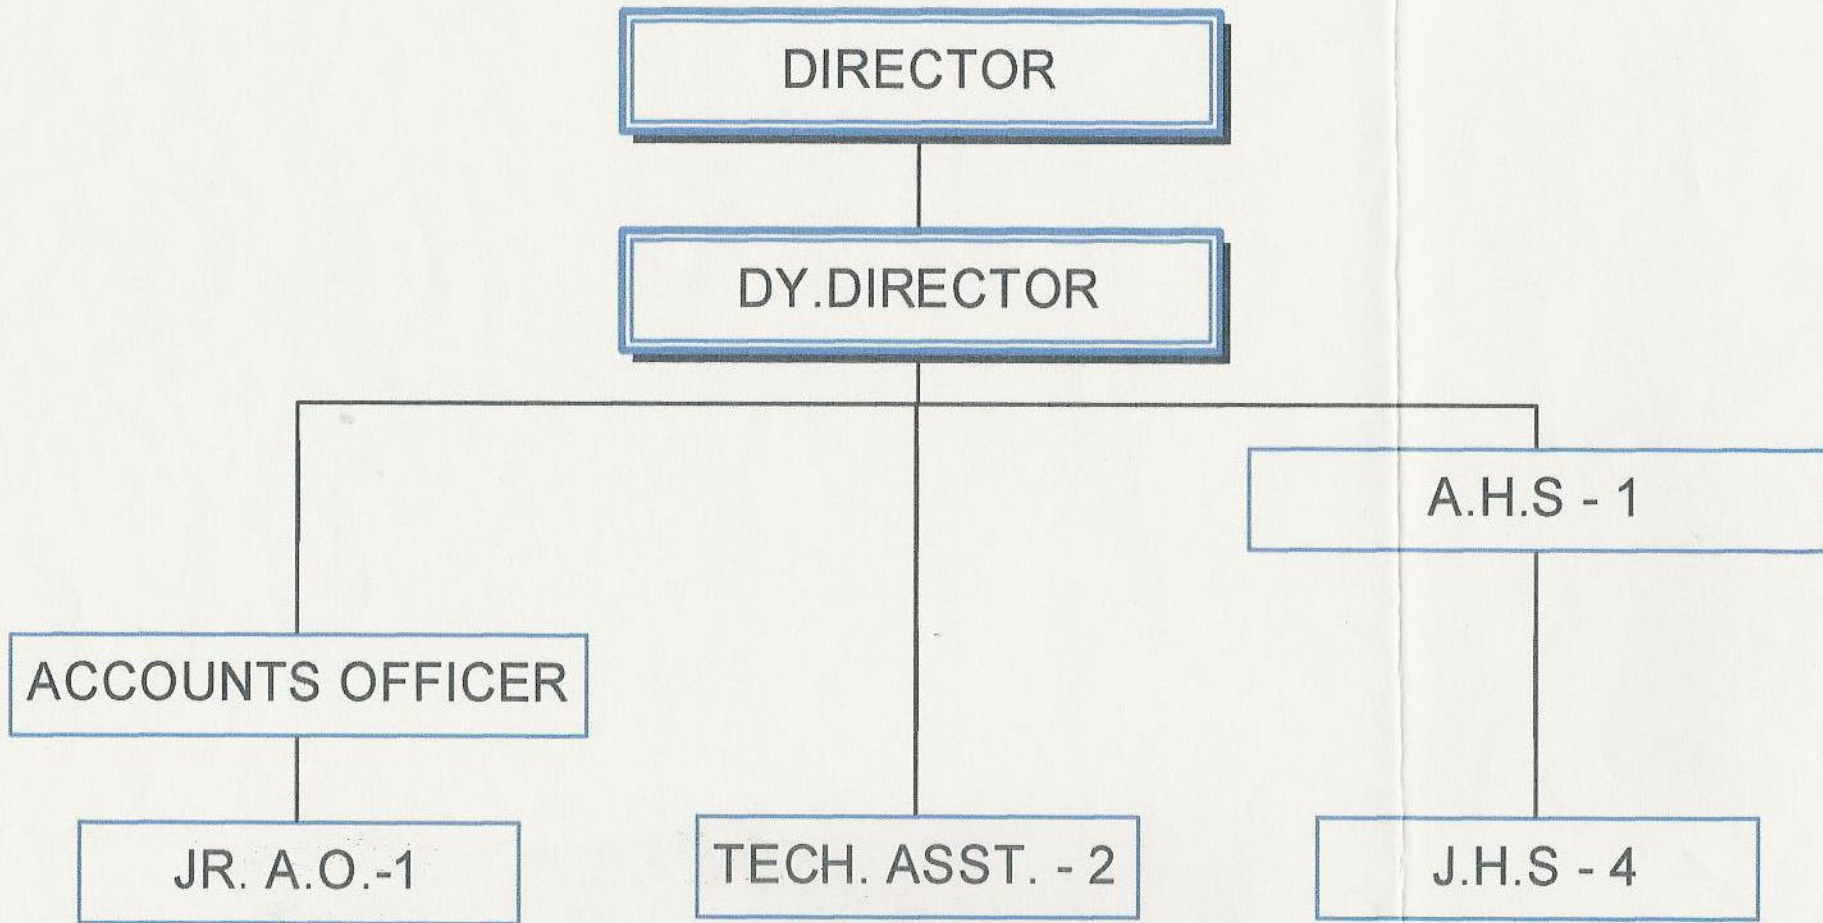 DIRECTOR
DY.DIRECTOR
A.H.S - 1
ACCOUNTS OFFICER
JR. A.O.-1
TECH. ASST. - 2
J.H.S - 4